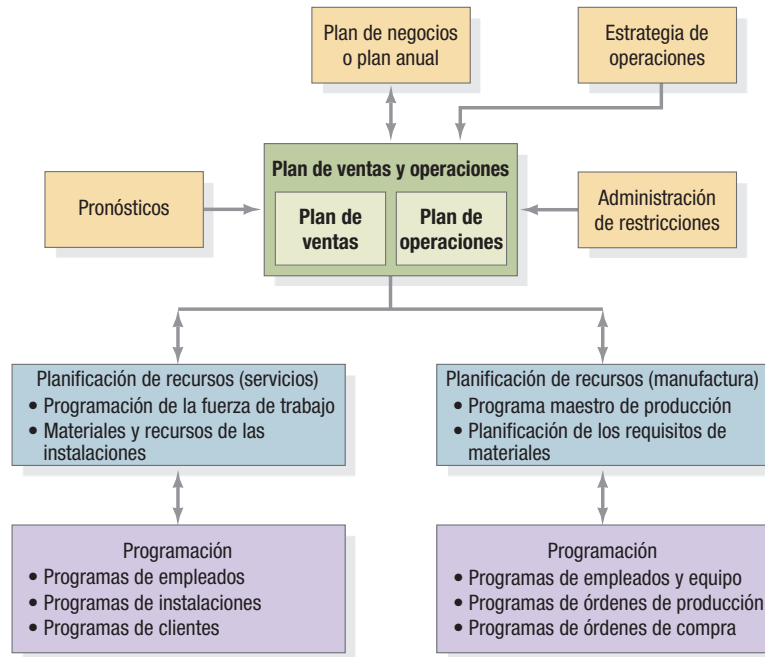 Plan de negocios
o plan anual
Estrategia de
operaciones
Plan de ventas y operaciones
Pronósticos
Plan de
ventas
Plan de
operaciones
Administración
de restricciones
Planificación de recursos (servicios)
• Programación de la fuerza de trabajo
• Materiales y recursos de las
instalaciones
Planificación de recursos (manufactura)
• Programa maestro de producción
• Planificación de los requisitos de
materiales
Programación
• Programas de empleados
• Programas de instalaciones
• Programas de clientes
Programación
• Programas de empleados y equipo
• Programas de órdenes de producción
• Programas de órdenes de compra